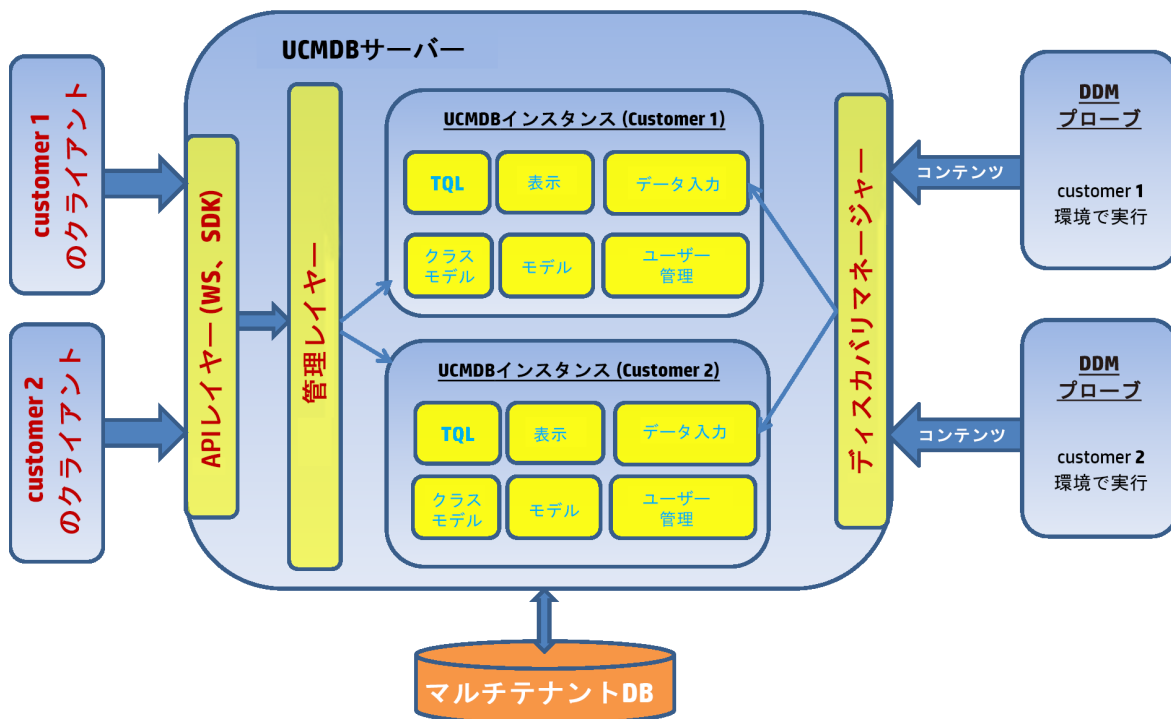 UCMDBサーバー
customer 1
のクライアント
customer 2
のクライアント
APIレイヤー (WS、SDK)
管理レイヤー
UCMDBインスタンス (Customer 1)
TQL
表示
データ入力
クラス
モデル
モデル
ユーザー
管理
UCMDBインスタンス (Customer 2)
TQL
表示
データ入力
クラス
モデル
モデル
ユーザー
管理
ディスカバリマネージャー
コンテンツ
DDM
プローブ
customer 1
環境で実行
コンテンツ
DDM
プローブ
customer 2
環境で実行
マルチテナントDB